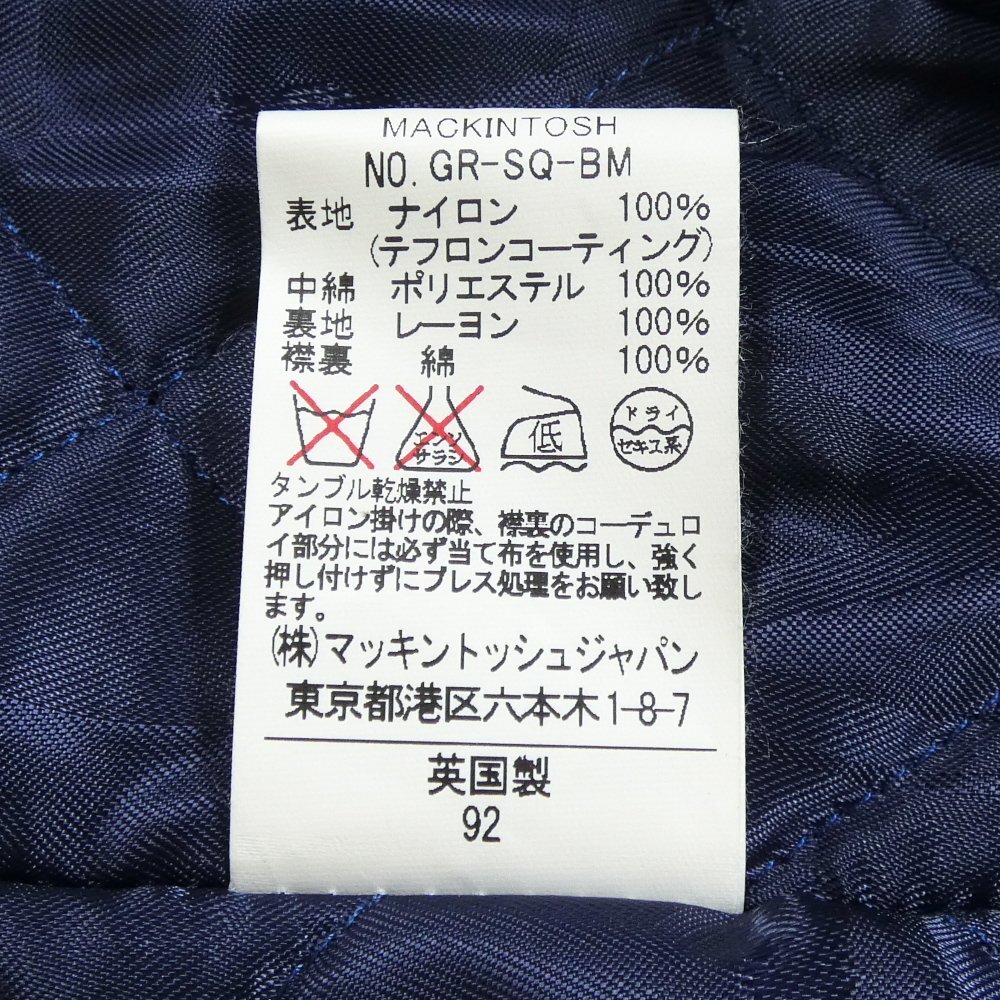 MACKINTOSH
NO. GR-SQ-BM
表地 ナイロン 100%
(テフロンコーティング)
中綿 ポリエステル 100%
裏地 レーヨン 100%
襟裏 綿 100%
エンソ サラシ 低 ドライ セキユ系
タンブル乾燥禁止
アイロン掛けの際、襟裏のコーデュロ
イ部分には必ず当て布を使用し、強く
押し付けずにプレス処理をお願い致し
ます。
(株)マッキントッシュジャパン
東京都港区六本木1-8-7
英国製
92